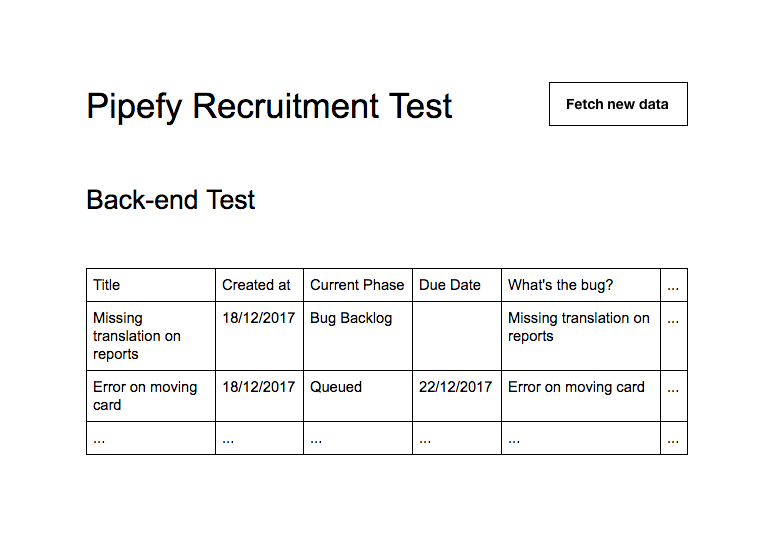 Pipefy Recruitment Test
Fetch new data
Back-end Test
Title Created at Current Phase Due Date What's the bug? ...
Missing translation on reports 18/12/2017 Bug Backlog Missing translation on reports ...
Error on moving card 18/12/2017 Queued 22/12/2017 Error on moving card ...
... ... ... ... ... ...